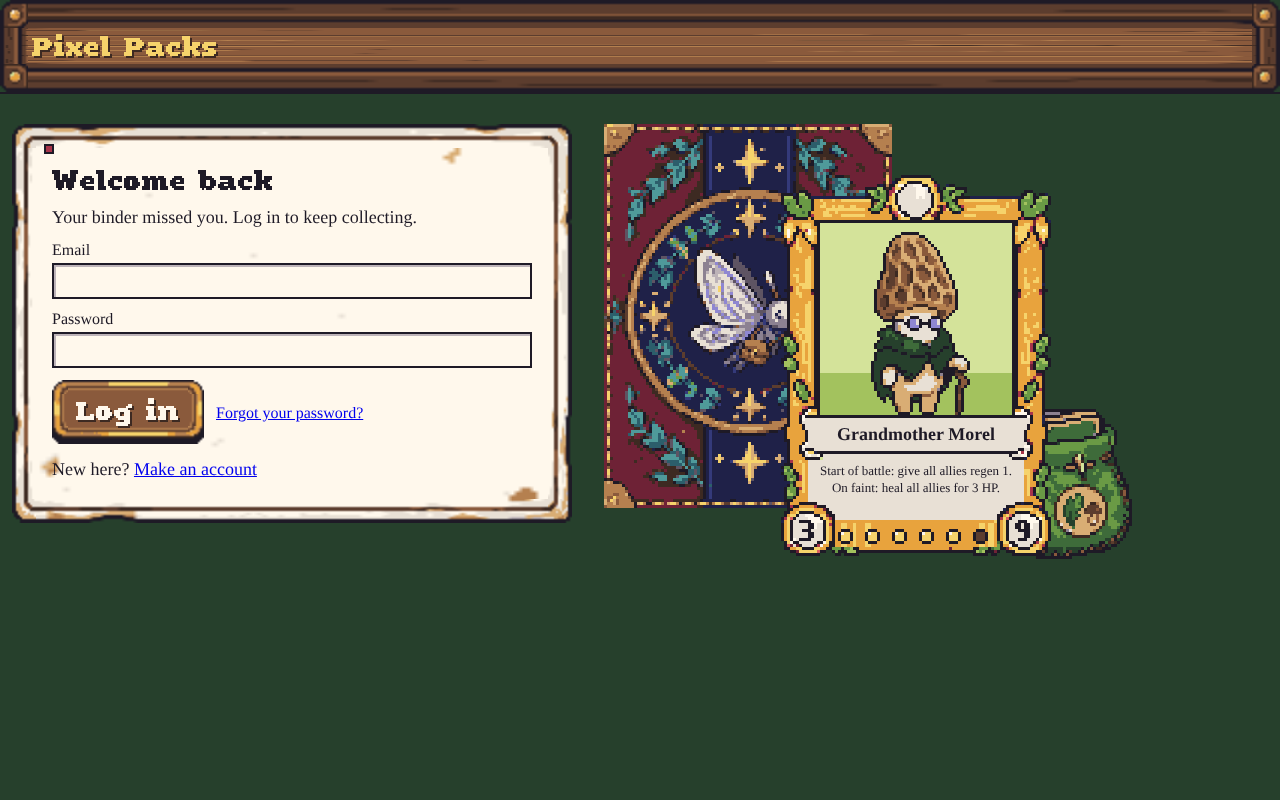 Pixel Packs
Welcome back
Your binder missed you. Log in to keep collecting.
Email
Password
Log in
Forgot your password?
New here? Make an account
Grandmother Morel
Start of battle: give all allies regen 1.
On faint: heal all allies for 3 HP.
3
9